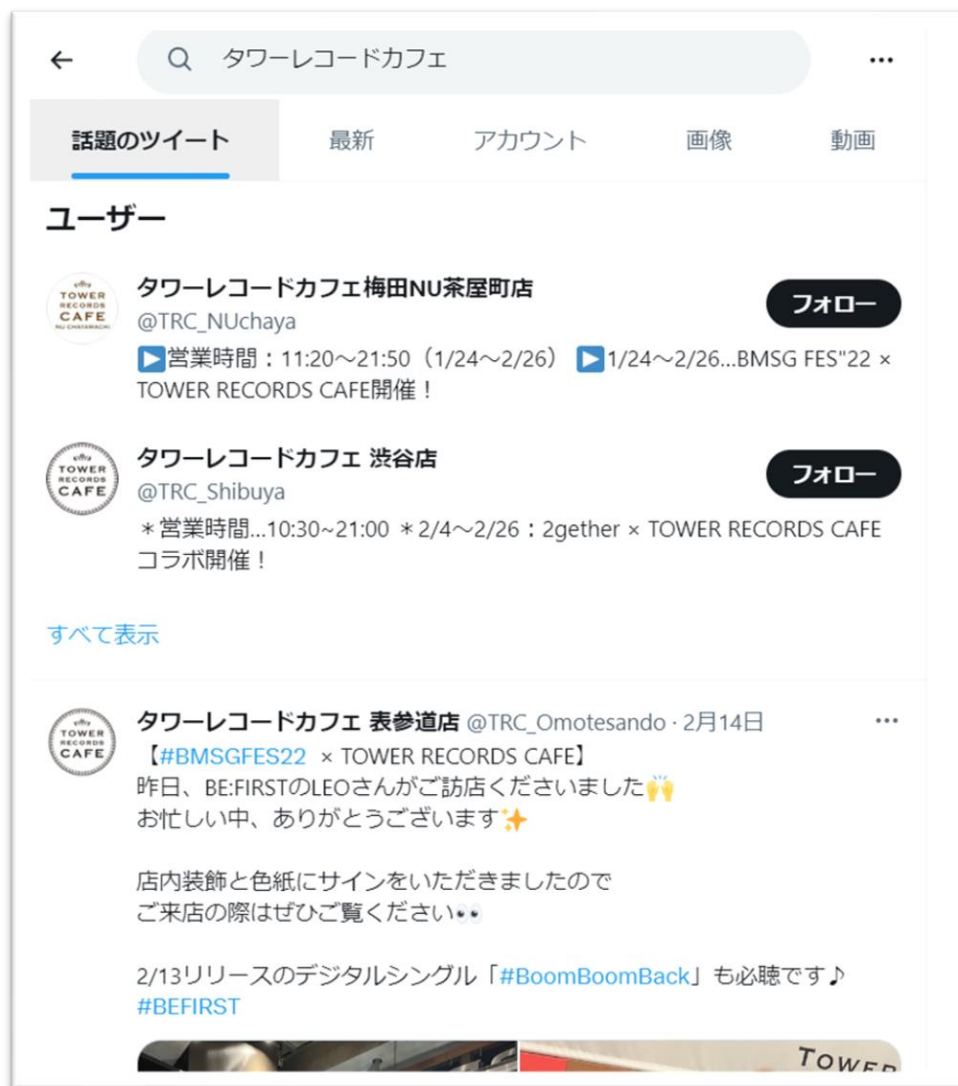 タワーレコードカフェ
話題のツイート 最新 アカウント 画像 動画
ユーザー
TOWER RECORDS CAFE NU CHAYAMACHI
タワーレコードカフェ梅田NU茶屋町店
@TRC_NUchaya
フォロー
▶営業時間：11:20〜21:50（1/24〜2/26） ▶1/24〜2/26...BMSG FES"22 ×
TOWER RECORDS CAFE開催！
TOWER RECORDS CAFE
タワーレコードカフェ 渋谷店
@TRC_Shibuya
フォロー
＊営業時間...10:30~21:00 ＊2/4〜2/26：2gether × TOWER RECORDS CAFE
コラボ開催！
すべて表示
TOWER RECORDS CAFE
タワーレコードカフェ 表参道店 @TRC_Omotesando · 2月14日
【#BMSGFES22 × TOWER RECORDS CAFE】
昨日、BE:FIRSTのLEOさんがご訪店くださいました🙌
お忙しい中、ありがとうございます✨
店内装飾と色紙にサインをいただきましたので
ご来店の際はぜひご覧ください👀
2/13リリースのデジタルシングル「#BoomBoomBack」も必聴です♪
#BEFIRST
TOWER